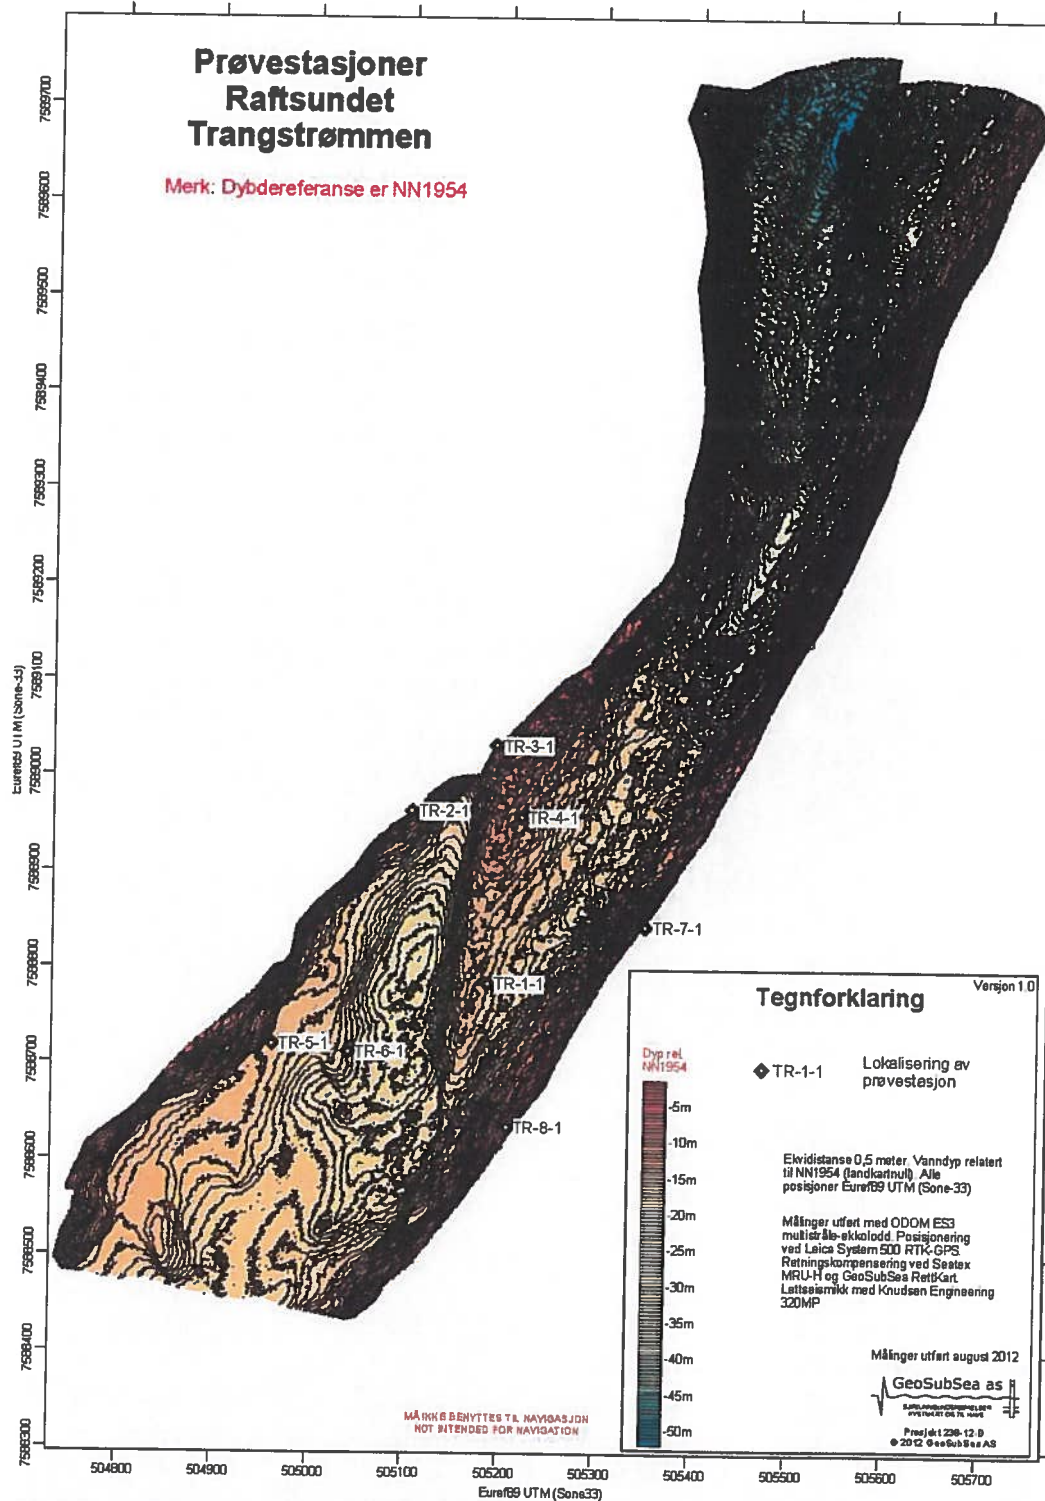 Prøvestasjoner
Raftsundet
Trangstrømmen
Merk: Dybdereferanse er NN1954
7589700
7589600
7589500
7589400
7589300
7589200
7589100
7589000
7588900
7588800
7588700
7588600
7588500
7588400
7588300
Euref89 UTM (Sone-33)
TR-3-1
TR-2-1
TR-4-1
TR-7-1
TR-1-1
TR-5-1
TR-6-1
TR-8-1
Versjon 1.0
Tegnforklaring
Dyp rel.
NN1954
-5m
-10m
-15m
-20m
-25m
-30m
-35m
-40m
-45m
-50m
TR-1-1
Lokalisering av
prøvestasjon
Ekvidistanse 0,5 meter. Vanndyp relatert
til NN1954 (landkartnull). Alle
posisjoner Euref89 UTM (Sone-33)
Målinger utført med ODOM ES3
multistråle-ekkolodd. Posisjonering
ved Leica System 500 RTK-GPS.
Retningskompensering ved Seatex
MRU-H og GeoSubSea RettKart.
Lettseismikk med Knudsen Engineering
320MP
Målinger utført august 2012
GeoSubSea as
Prosjekt 236-12-D
© 2012 GeoSubSea AS
MÅ IKKE BENYTTES TIL NAVIGASJON
NOT INTENDED FOR NAVIGATION
504800
504900
505000
505100
505200
505300
505400
505500
505600
505700
Euref89 UTM (Sone33)